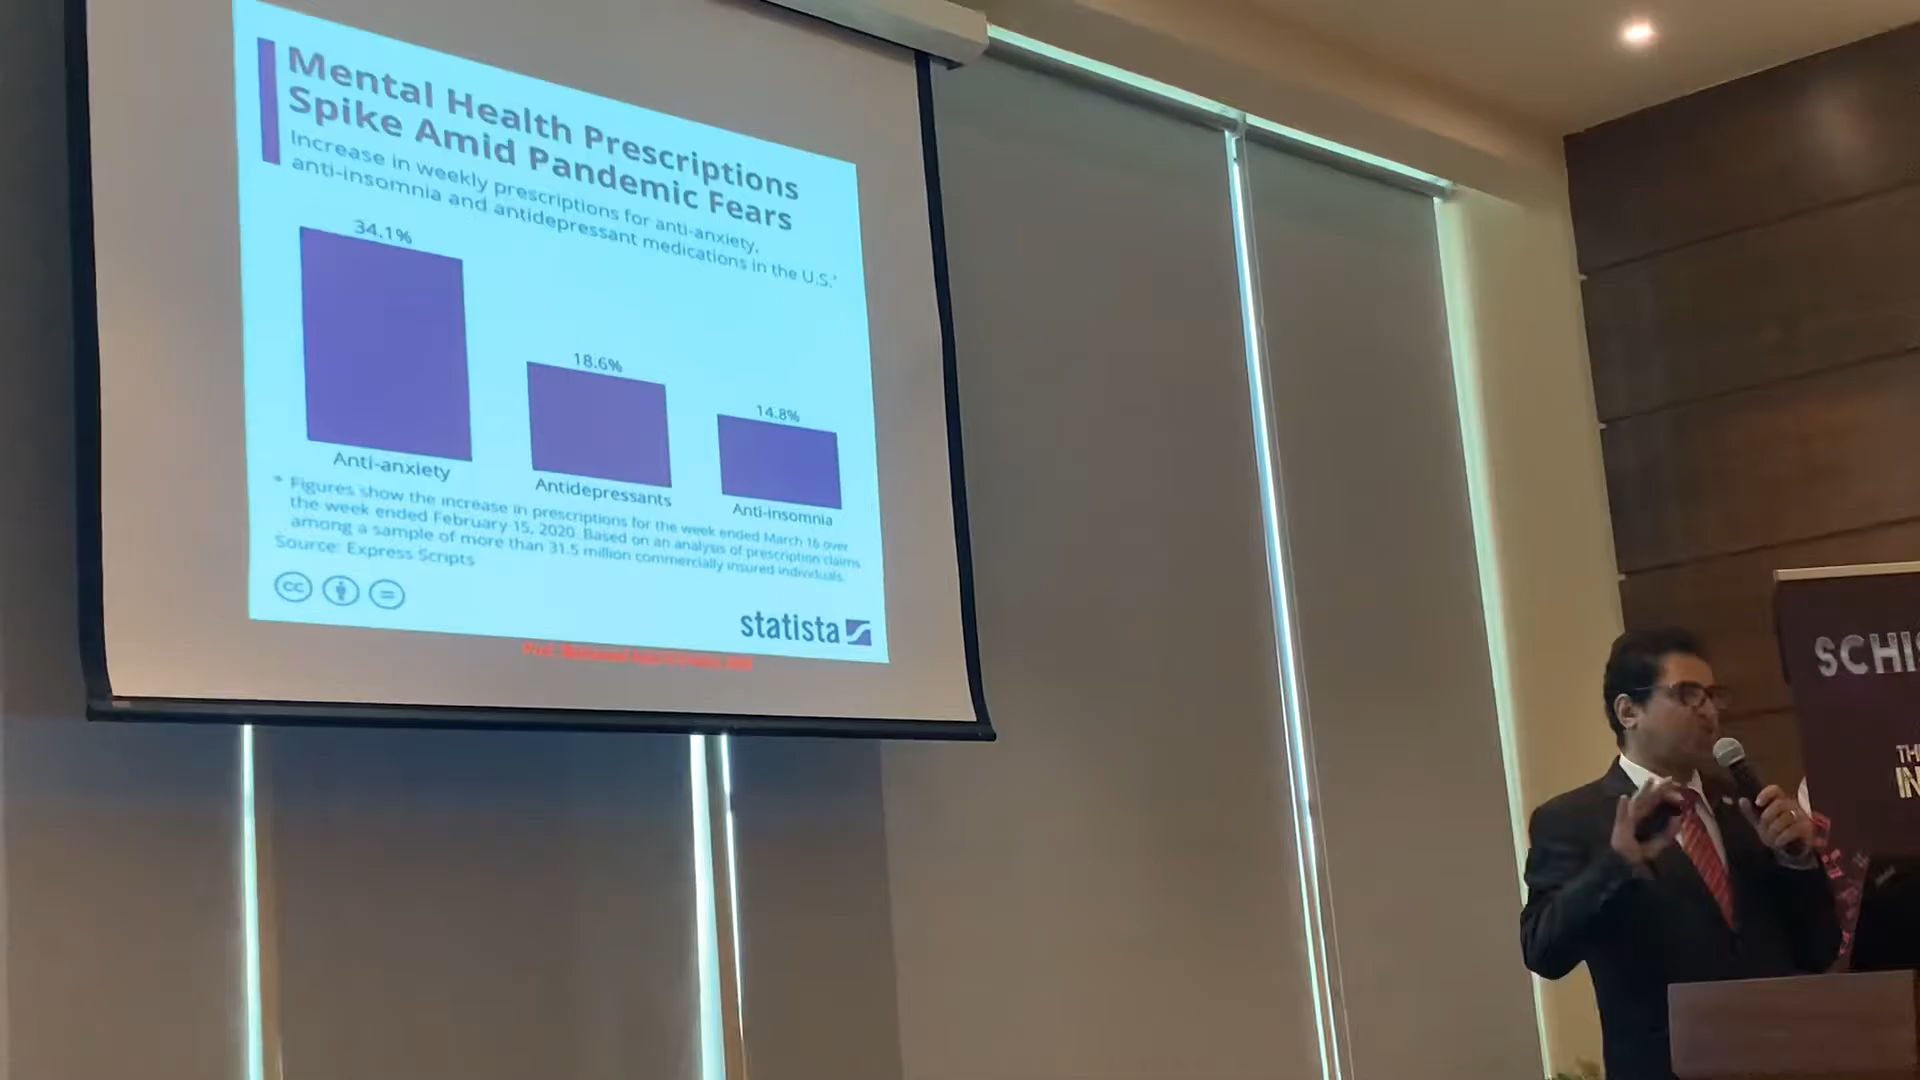 Mental Health Prescriptions
Spike Amid Pandemic Fears
Increase in weekly prescriptions for anti-anxiety,
anti-insomnia and antidepressant medications in the U.S.*
34.1%
18.6%
14.8%
Anti-anxiety
Antidepressants
Anti-insomnia
* Figures show the increase in prescriptions for the week ended March 16 over
the week ended February 15, 2020. Based on an analysis of prescription claims
among a sample of more than 31.5 million commercially insured individuals.
Source: Express Scripts
cc
statista
SCHI
TH
IN